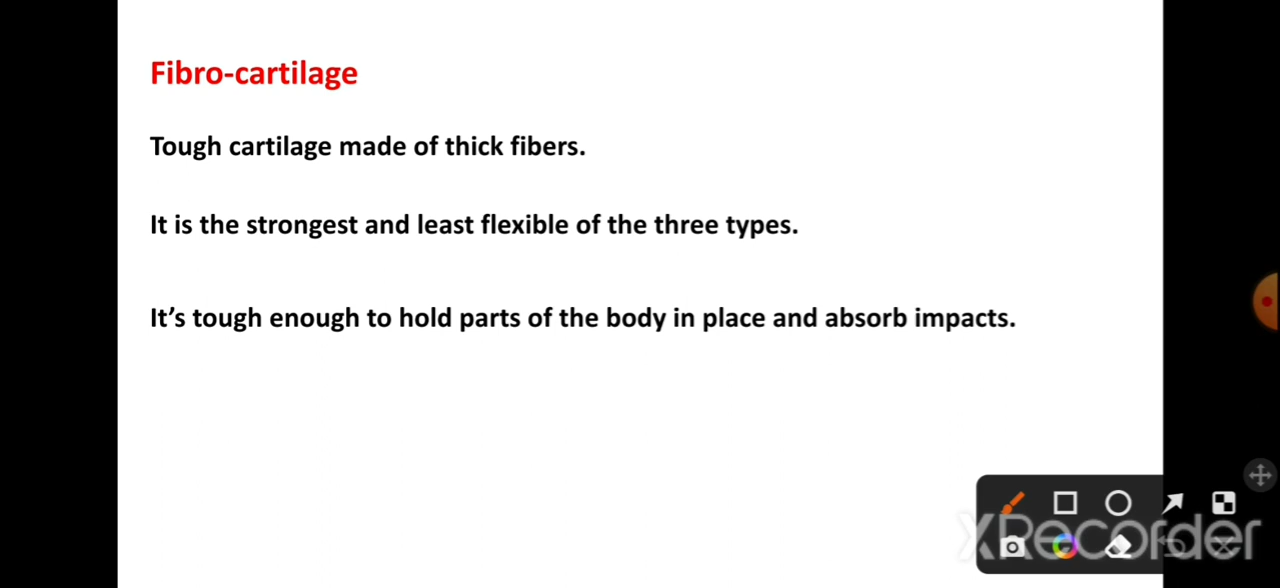 Fibro-cartilage
Tough cartilage made of thick fibers.
It is the strongest and least flexible of the three types.
It’s tough enough to hold parts of the body in place and absorb impacts.
XRecorder